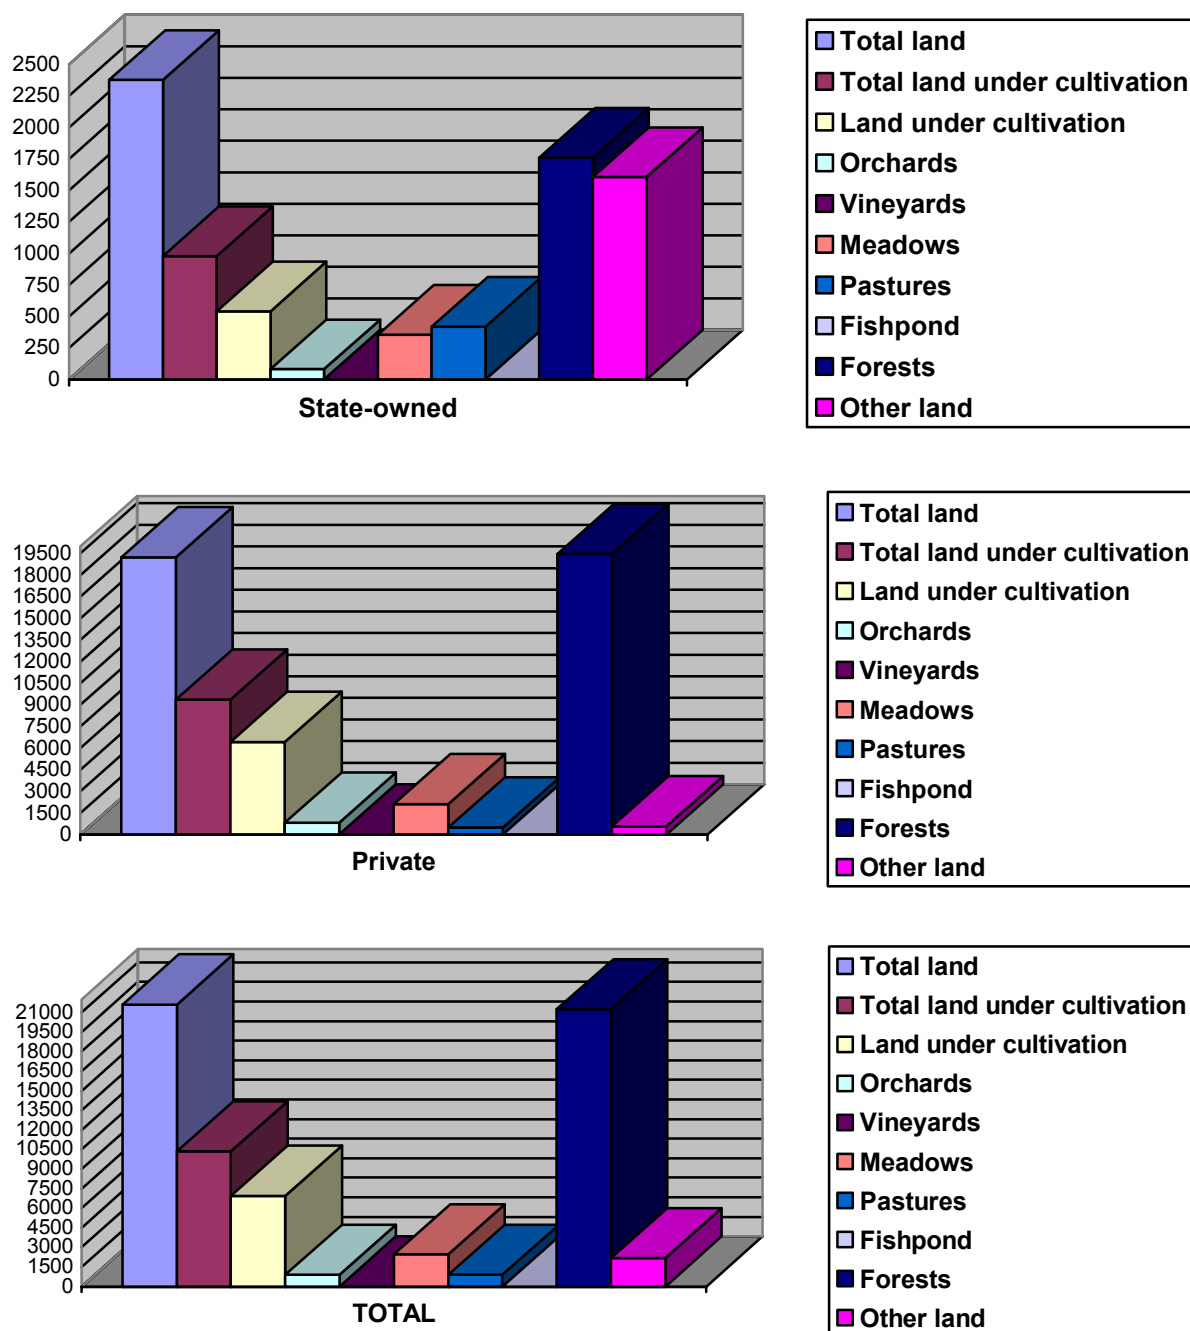 2500
2250
2000
1750
1500
1250
1000
750
500
250
0
State-owned
Total land
Total land under cultivation
Land under cultivation
Orchards
Vineyards
Meadows
Pastures
Fishpond
Forests
Other land
19500
18000
16500
15000
13500
12000
10500
9000
7500
6000
4500
3000
1500
0
Private
Total land
Total land under cultivation
Land under cultivation
Orchards
Vineyards
Meadows
Pastures
Fishpond
Forests
Other land
21000
19500
18000
16500
15000
13500
12000
10500
9000
7500
6000
4500
3000
1500
0
TOTAL
Total land
Total land under cultivation
Land under cultivation
Orchards
Vineyards
Meadows
Pastures
Fishpond
Forests
Other land